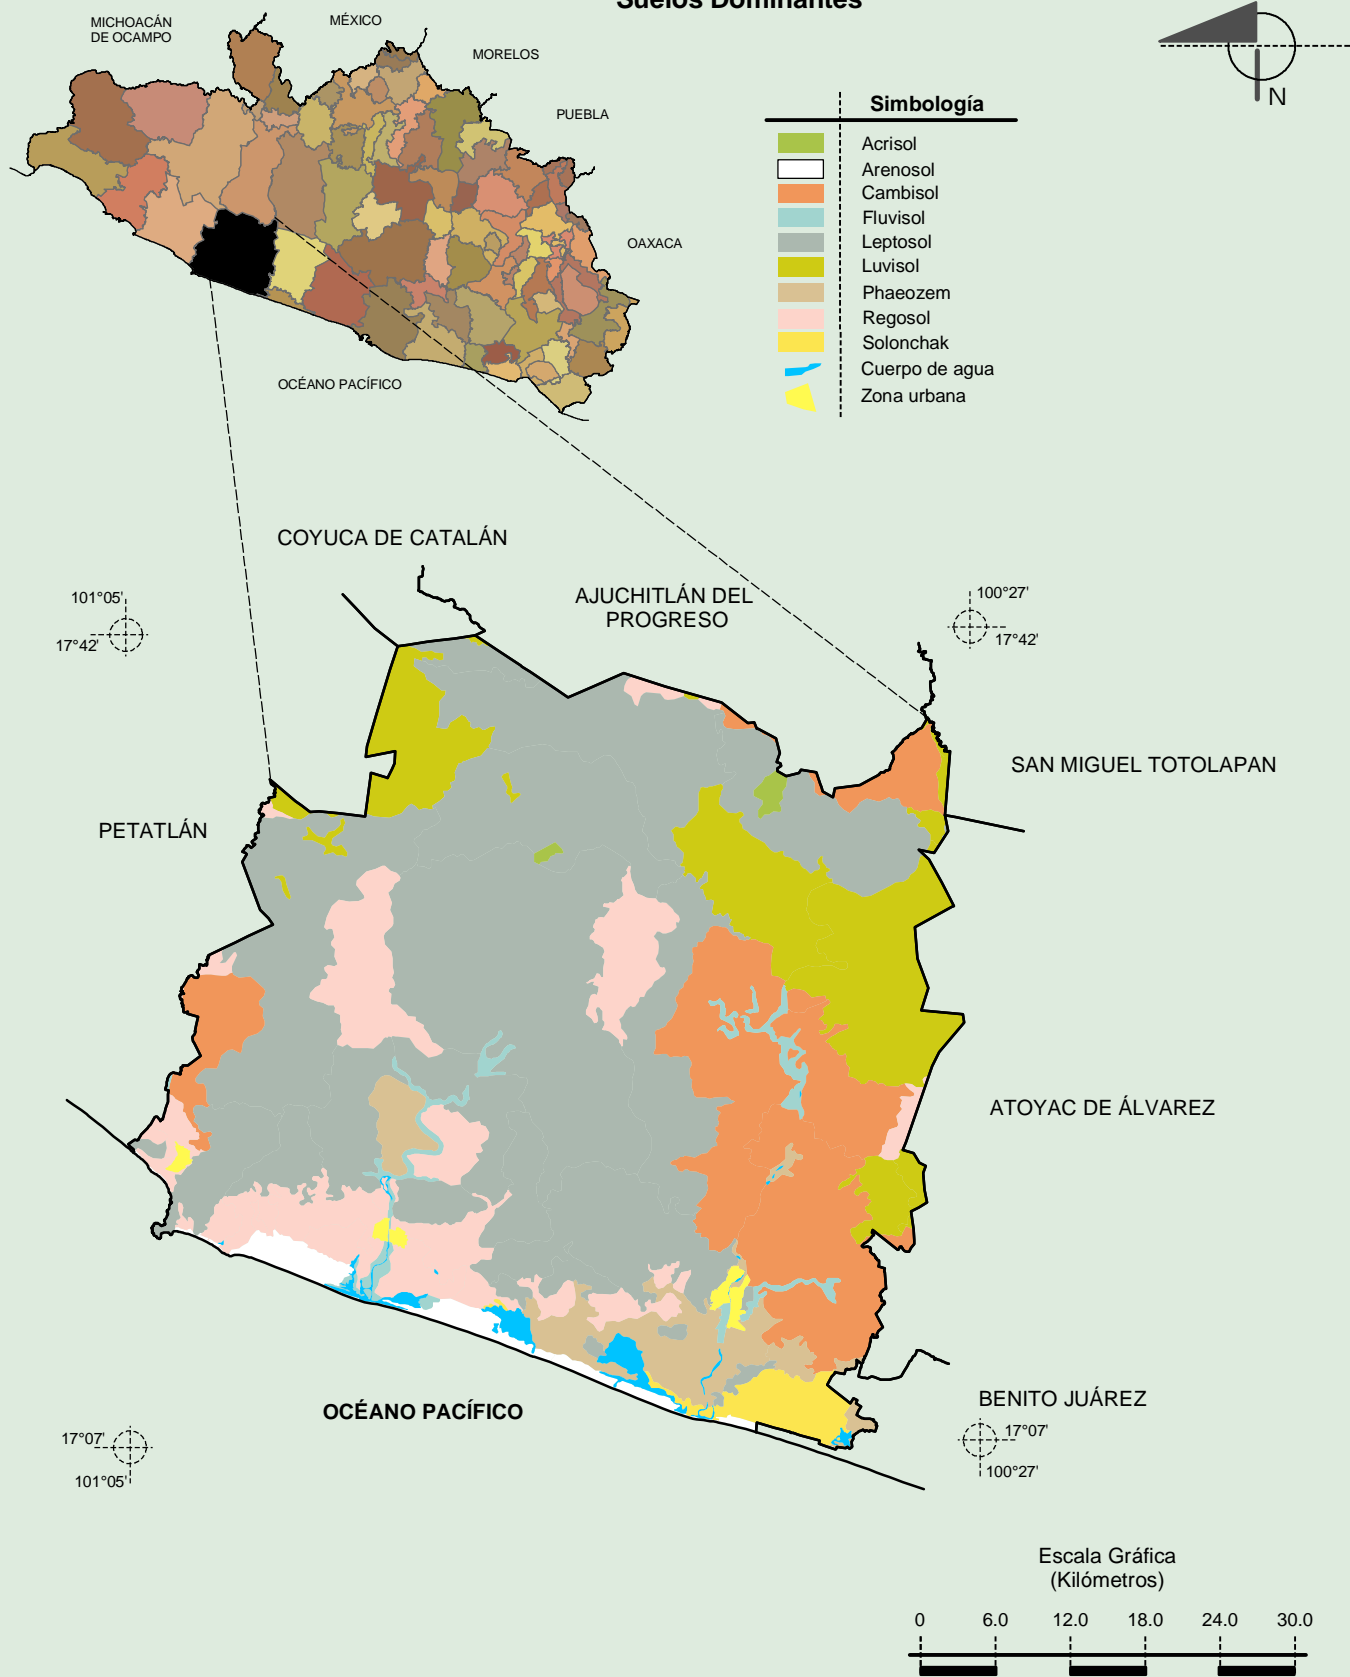 Suelos Dominantes
MICHOACÁN
DE OCAMPO
MÉXICO
MORELOS
PUEBLA
OAXACA
OCÉANO PACÍFICO
N
Simbología
Acrisol
Arenosol
Cambisol
Fluvisol
Leptosol
Luvisol
Phaeozem
Regosol
Solonchak
Cuerpo de agua
Zona urbana
COYUCA DE CATALÁN
AJUCHITLÁN DEL
PROGRESO
101°05'
17°42'
100°27'
17°42'
SAN MIGUEL TOTOLAPAN
PETATLÁN
ATOYAC DE ÁLVAREZ
BENITO JUÁREZ
OCÉANO PACÍFICO
17°07'
101°05'
17°07'
100°27'
Escala Gráfica
(Kilómetros)
0 6.0 12.0 18.0 24.0 30.0